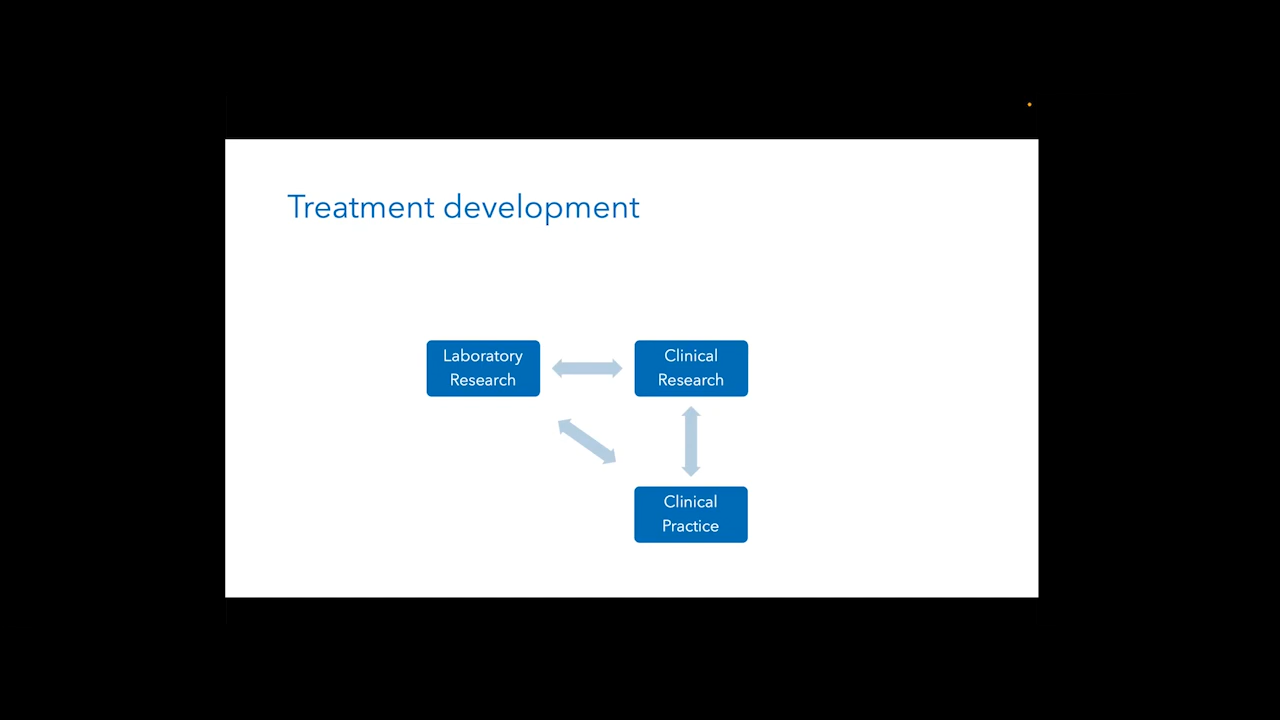 Treatment development
Laboratory
Research
Clinical
Research
Clinical
Practice